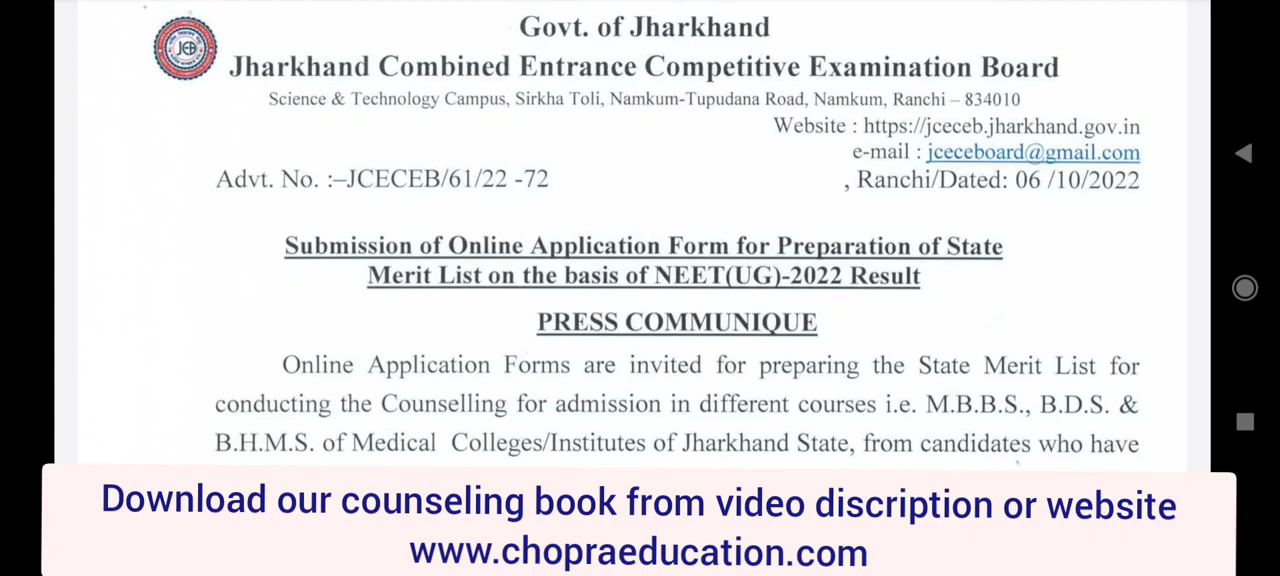 Govt. of Jharkhand
JCEB
Jharkhand Combined Entrance Competitive Examination Board
Science & Technology Campus, Sirkha Toli, Namkum-Tupudana Road, Namkum, Ranchi – 834010
Website : https://jceceb.jharkhand.gov.in
e-mail : jceceboard@gmail.com
Advt. No. :–JCECEB/61/22 -72 , Ranchi/Dated: 06 /10/2022
Submission of Online Application Form for Preparation of State
Merit List on the basis of NEET(UG)-2022 Result
PRESS COMMUNIQUE
Online Application Forms are invited for preparing the State Merit List for
conducting the Counselling for admission in different courses i.e. M.B.B.S., B.D.S. &
B.H.M.S. of Medical Colleges/Institutes of Jharkhand State, from candidates who have
Download our counseling book from video discription or website
www.chopraeducation.com